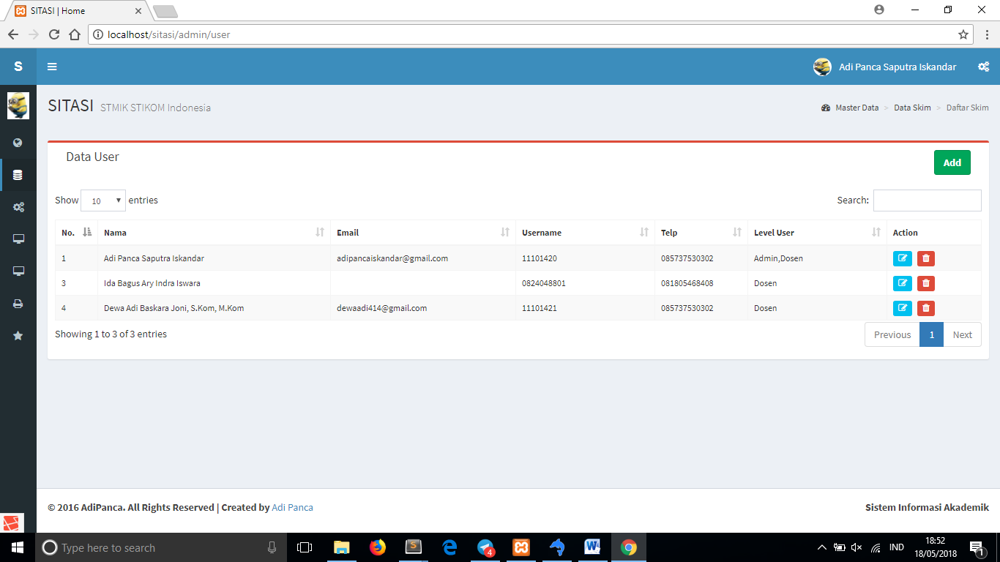 SITASI | Home
localhost/sitasi/admin/user
S
Adi Panca Saputra Iskandar
SITASI STMIK STIKOM Indonesia
Master Data > Data Skim > Daftar Skim
Data User
Add
Show 10 entries
Search:
No. Nama Email Username Telp Level User Action
1 Adi Panca Saputra Iskandar adipancaiskandar@gmail.com 11101420 085737530302 Admin,Dosen
3 Ida Bagus Ary Indra Iswara 0824048801 081805468408 Dosen
4 Dewa Adi Baskara Joni, S.Kom, M.Kom dewaadi414@gmail.com 11101421 085737530302 Dosen
Showing 1 to 3 of 3 entries
Previous 1 Next
© 2016 AdiPanca. All Rights Reserved | Created by Adi Panca
Sistem Informasi Akademik
Type here to search
4
IND
18:52
18/05/2018
1